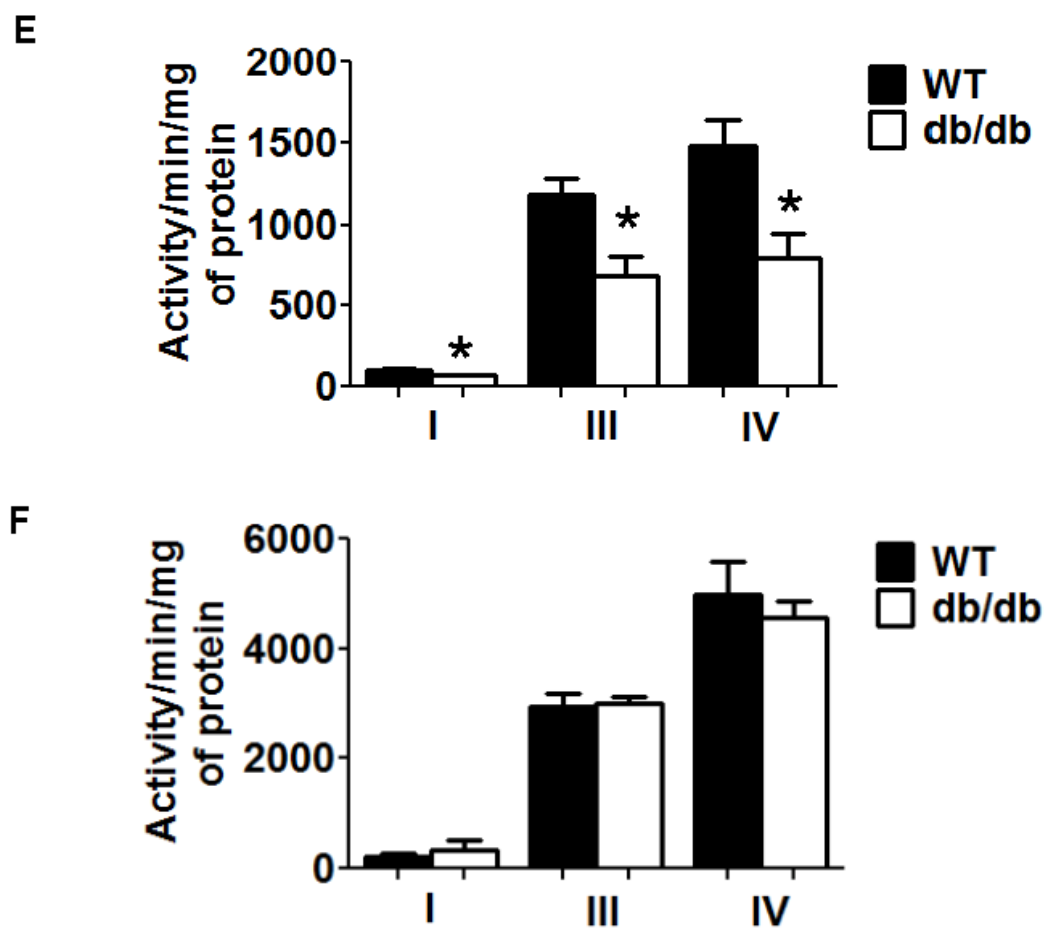 E
Activity/min/mg
of protein
2000
1500
1000
500
0
*
*
*
I
III
IV
WT
db/db
F
Activity/min/mg
of protein
6000
4000
2000
0
I
III
IV
WT
db/db